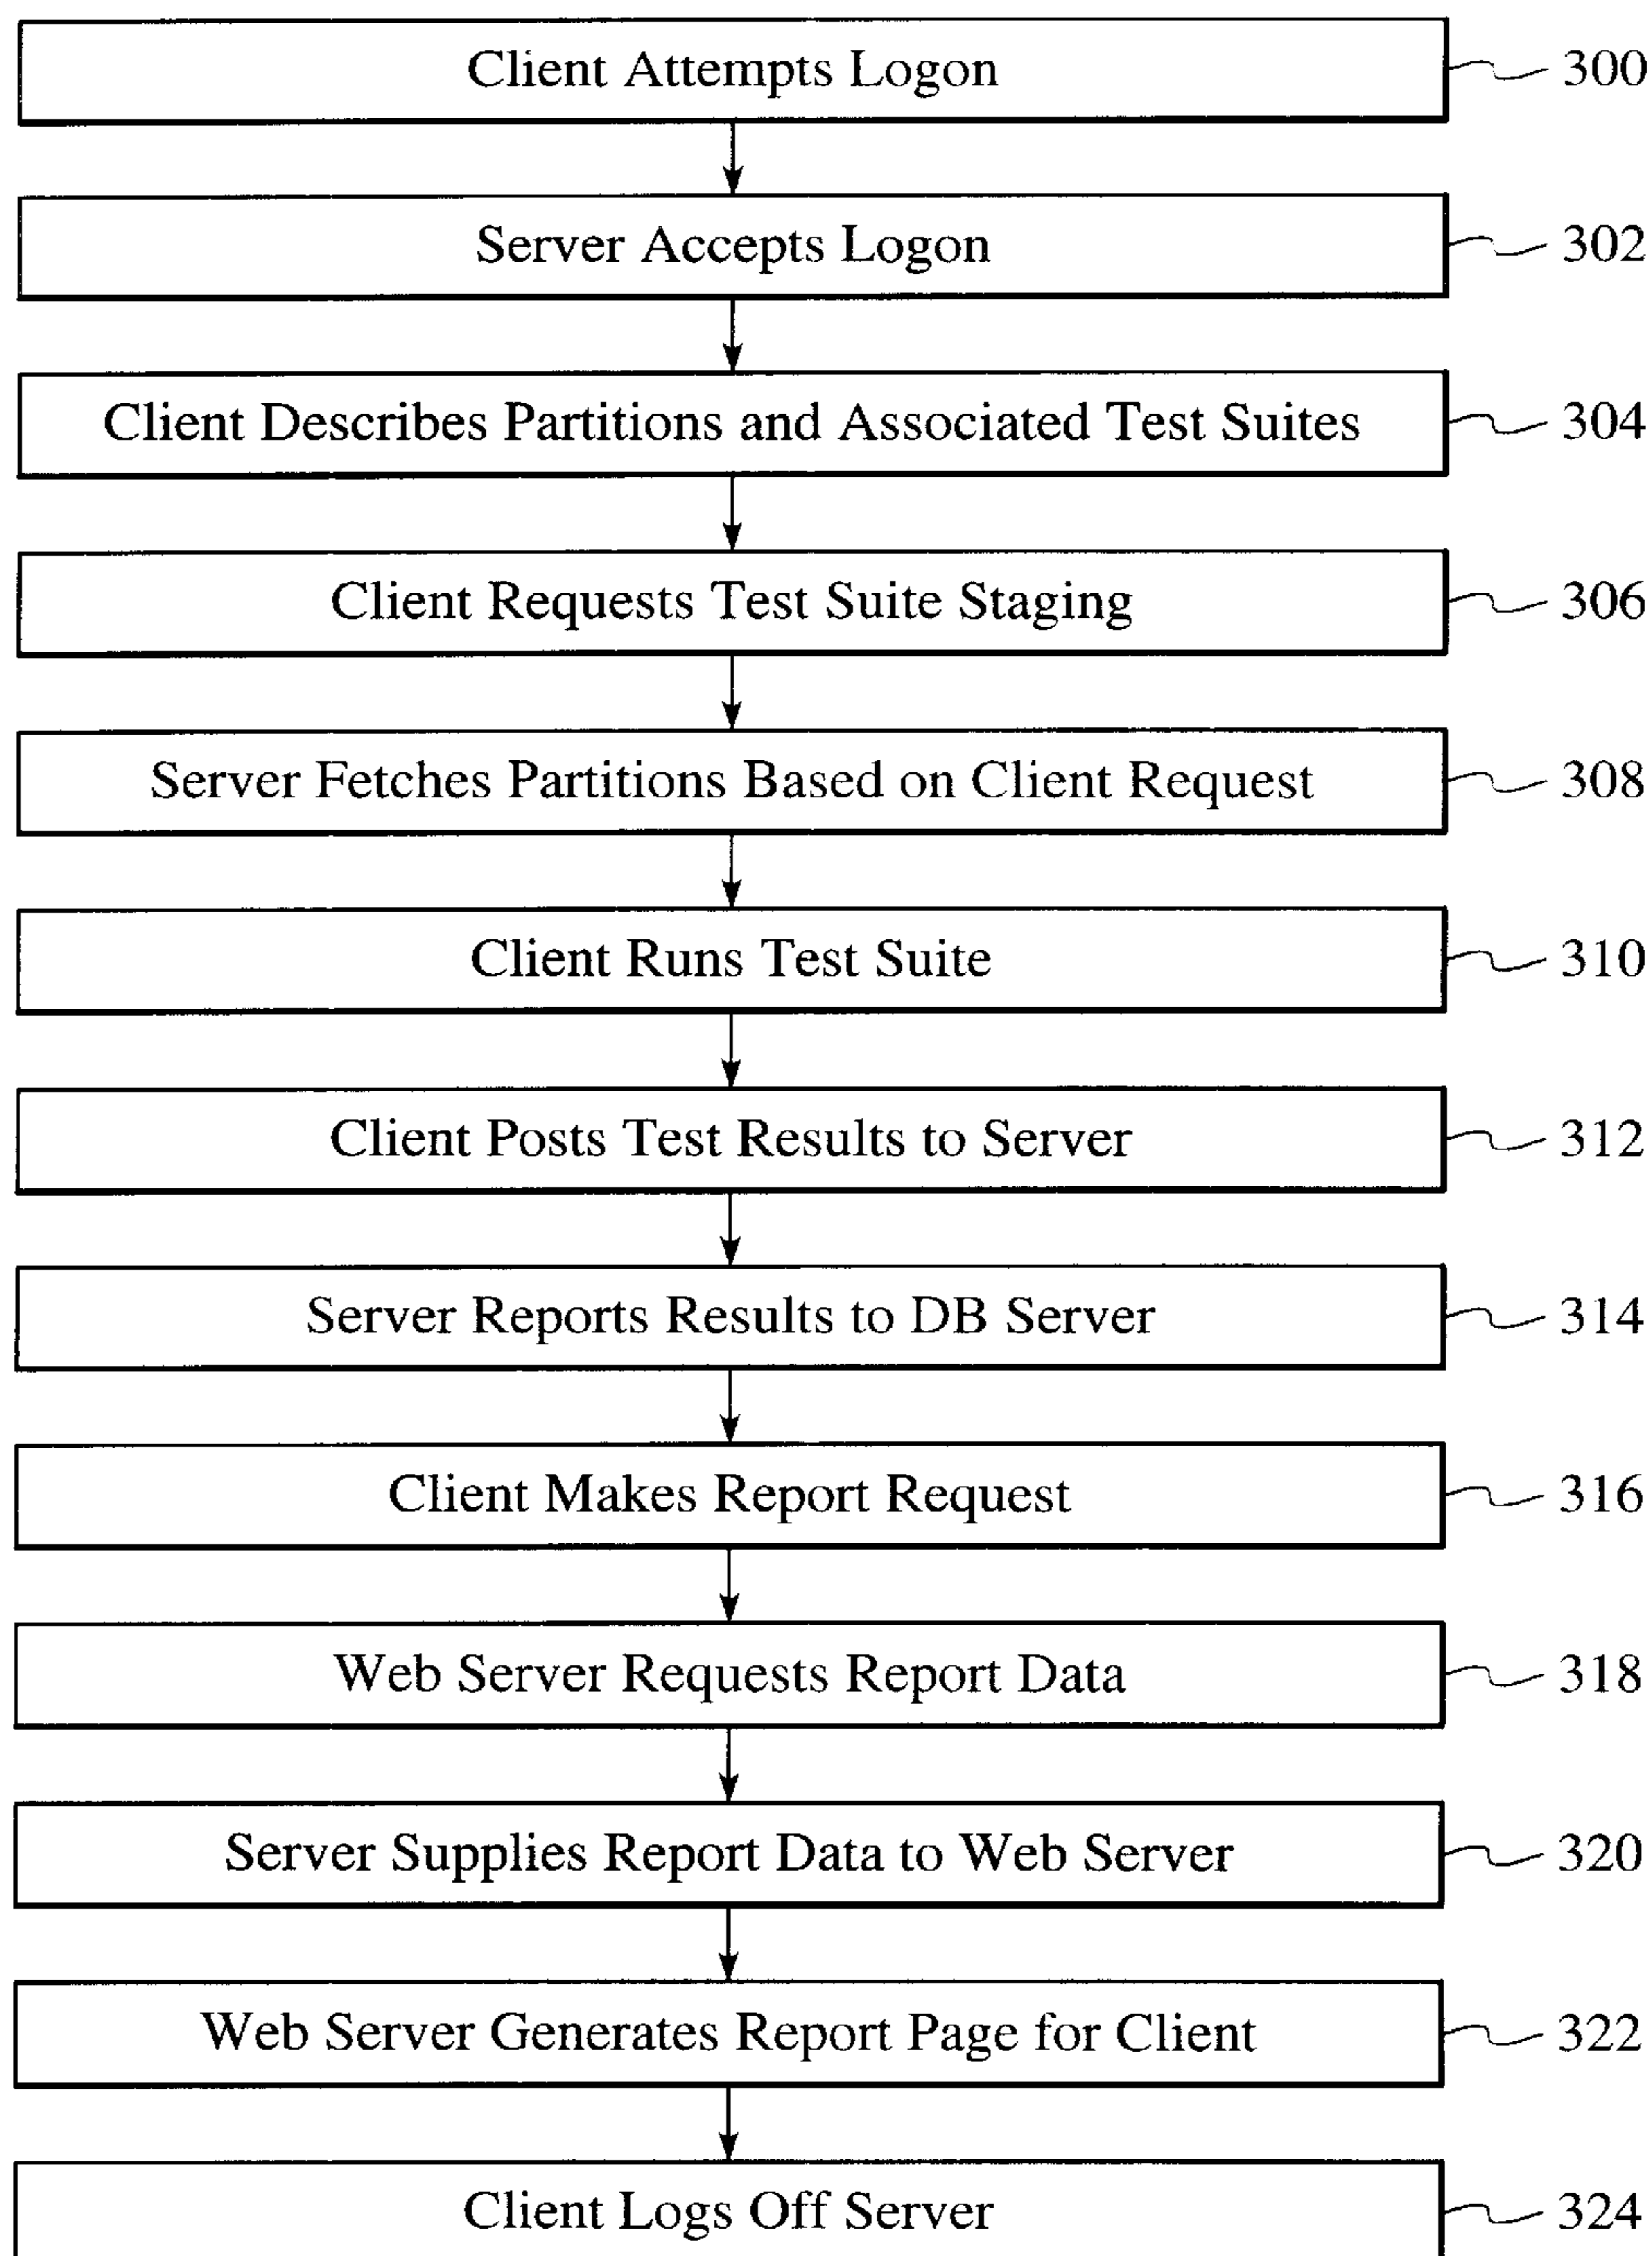 Client Attempts Logon 300
Server Accepts Logon 302
Client Describes Partitions and Associated Test Suites 304
Client Requests Test Suite Staging 306
Server Fetches Partitions Based on Client Request 308
Client Runs Test Suite 310
Client Posts Test Results to Server 312
Server Reports Results to DB Server 314
Client Makes Report Request 316
Web Server Requests Report Data 318
Server Supplies Report Data to Web Server 320
Web Server Generates Report Page for Client 322
Client Logs Off Server 324